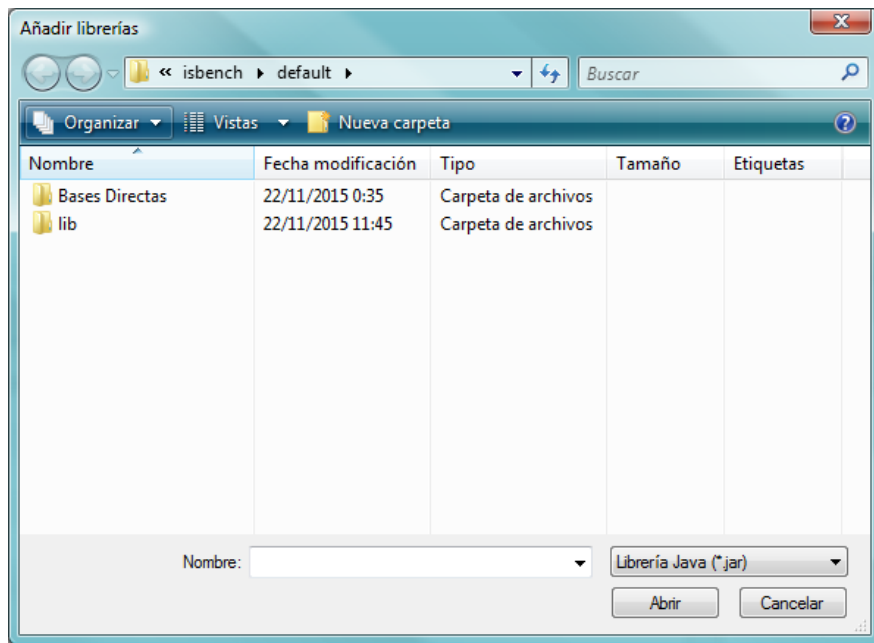 Añadir librerías
« isbench default Buscar
Organizar Vistas Nueva carpeta
Nombre Fecha modificación Tipo Tamaño Etiquetas
Bases Directas 22/11/2015 0:35 Carpeta de archivos
lib 22/11/2015 11:45 Carpeta de archivos
Nombre: Librería Java (*.jar)
Abrir Cancelar